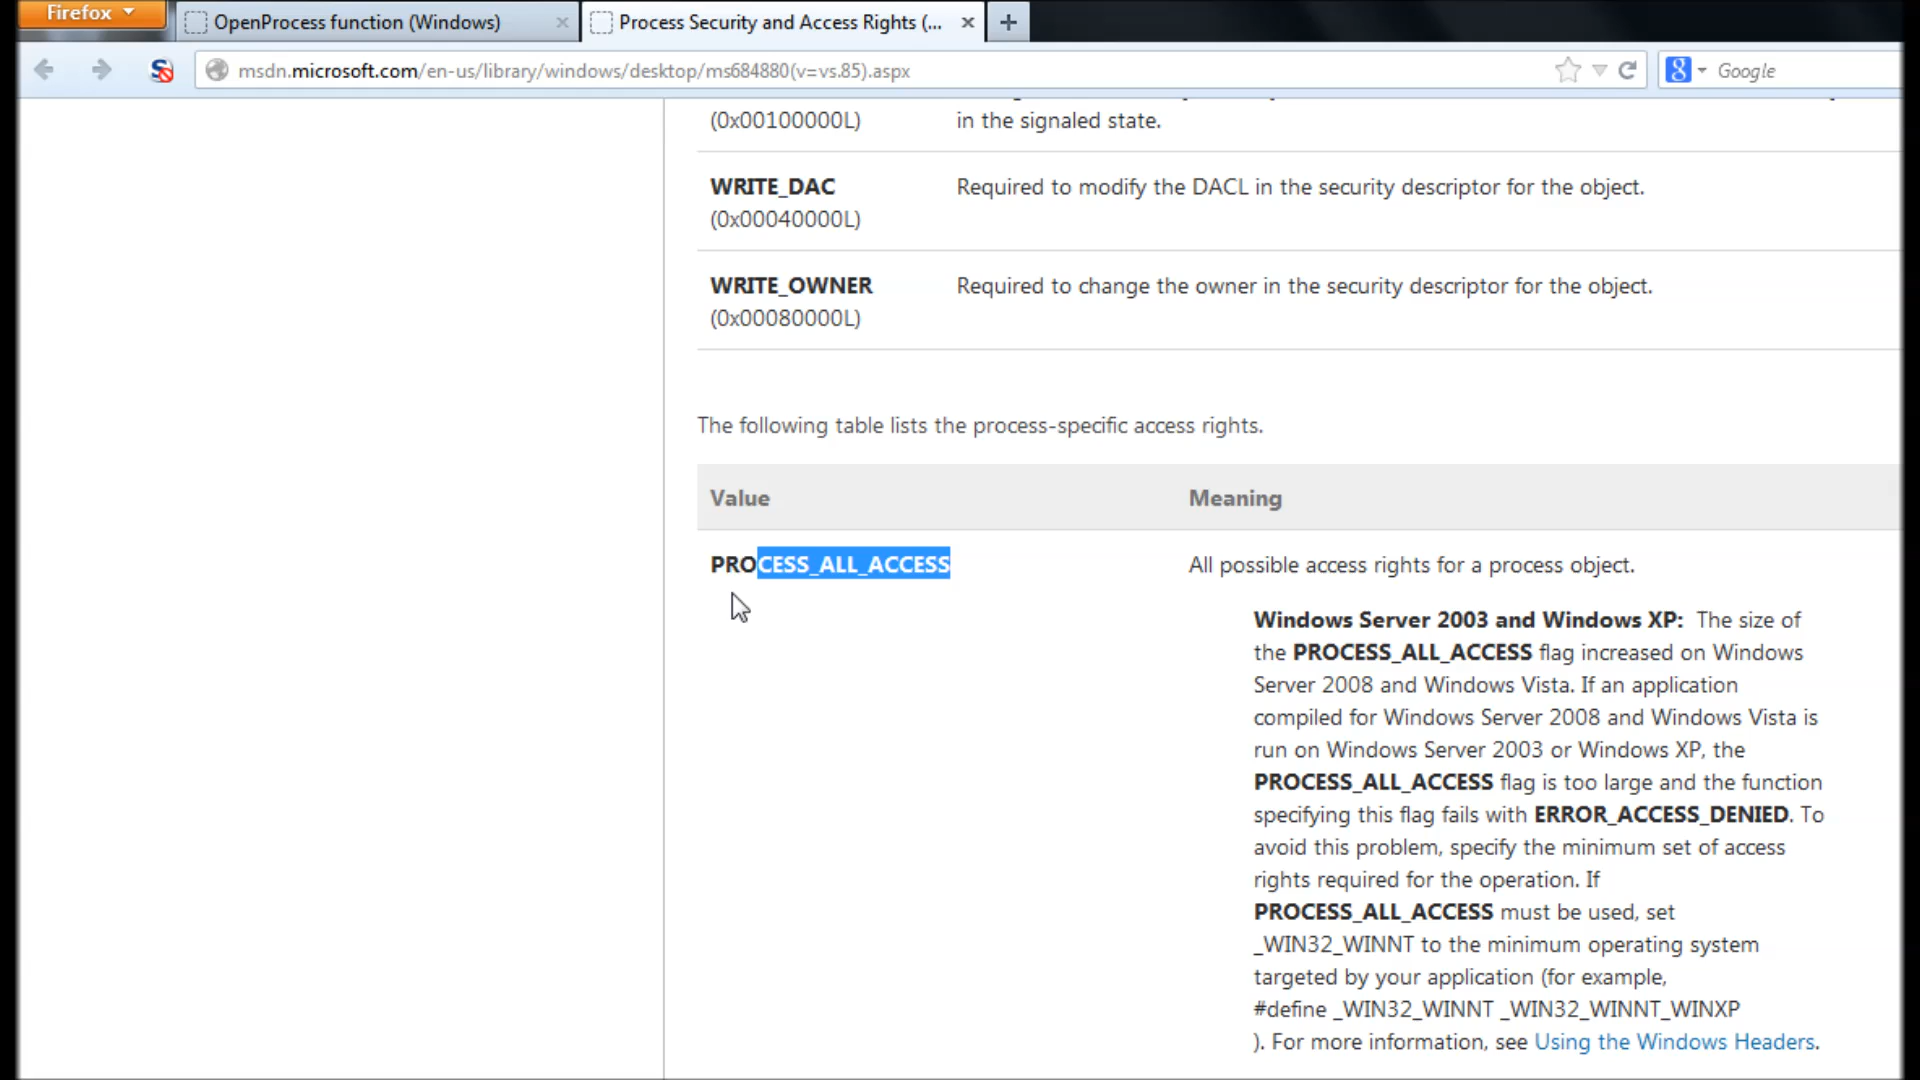 Firefox
OpenProcess function (Windows)
Process Security and Access Rights (...
msdn.microsoft.com/en-us/library/windows/desktop/ms684880(v=vs.85).aspx
Google
(0x00100000L)
in the signaled state.
WRITE_DAC
Required to modify the DACL in the security descriptor for the object.
(0x00040000L)
WRITE_OWNER
Required to change the owner in the security descriptor for the object.
(0x00080000L)
The following table lists the process-specific access rights.
Value
Meaning
PROCESS_ALL_ACCESS
All possible access rights for a process object.
Windows Server 2003 and Windows XP: The size of
the PROCESS_ALL_ACCESS flag increased on Windows
Server 2008 and Windows Vista. If an application
compiled for Windows Server 2008 and Windows Vista is
run on Windows Server 2003 or Windows XP, the
PROCESS_ALL_ACCESS flag is too large and the function
specifying this flag fails with ERROR_ACCESS_DENIED. To
avoid this problem, specify the minimum set of access
rights required for the operation. If
PROCESS_ALL_ACCESS must be used, set
_WIN32_WINNT to the minimum operating system
targeted by your application (for example,
#define _WIN32_WINNT _WIN32_WINNT_WINXP
). For more information, see Using the Windows Headers.